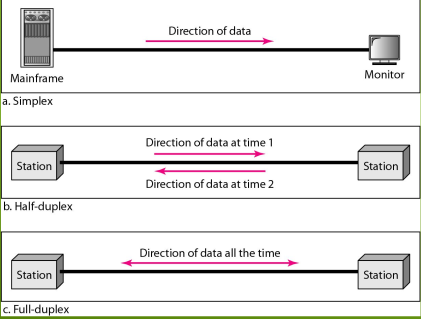 Direction of data
Mainframe
Monitor
a. Simplex
Direction of data at time 1
Station
Station
Direction of data at time 2
b. Half-duplex
Direction of data all the time
Station
Station
c. Full-duplex